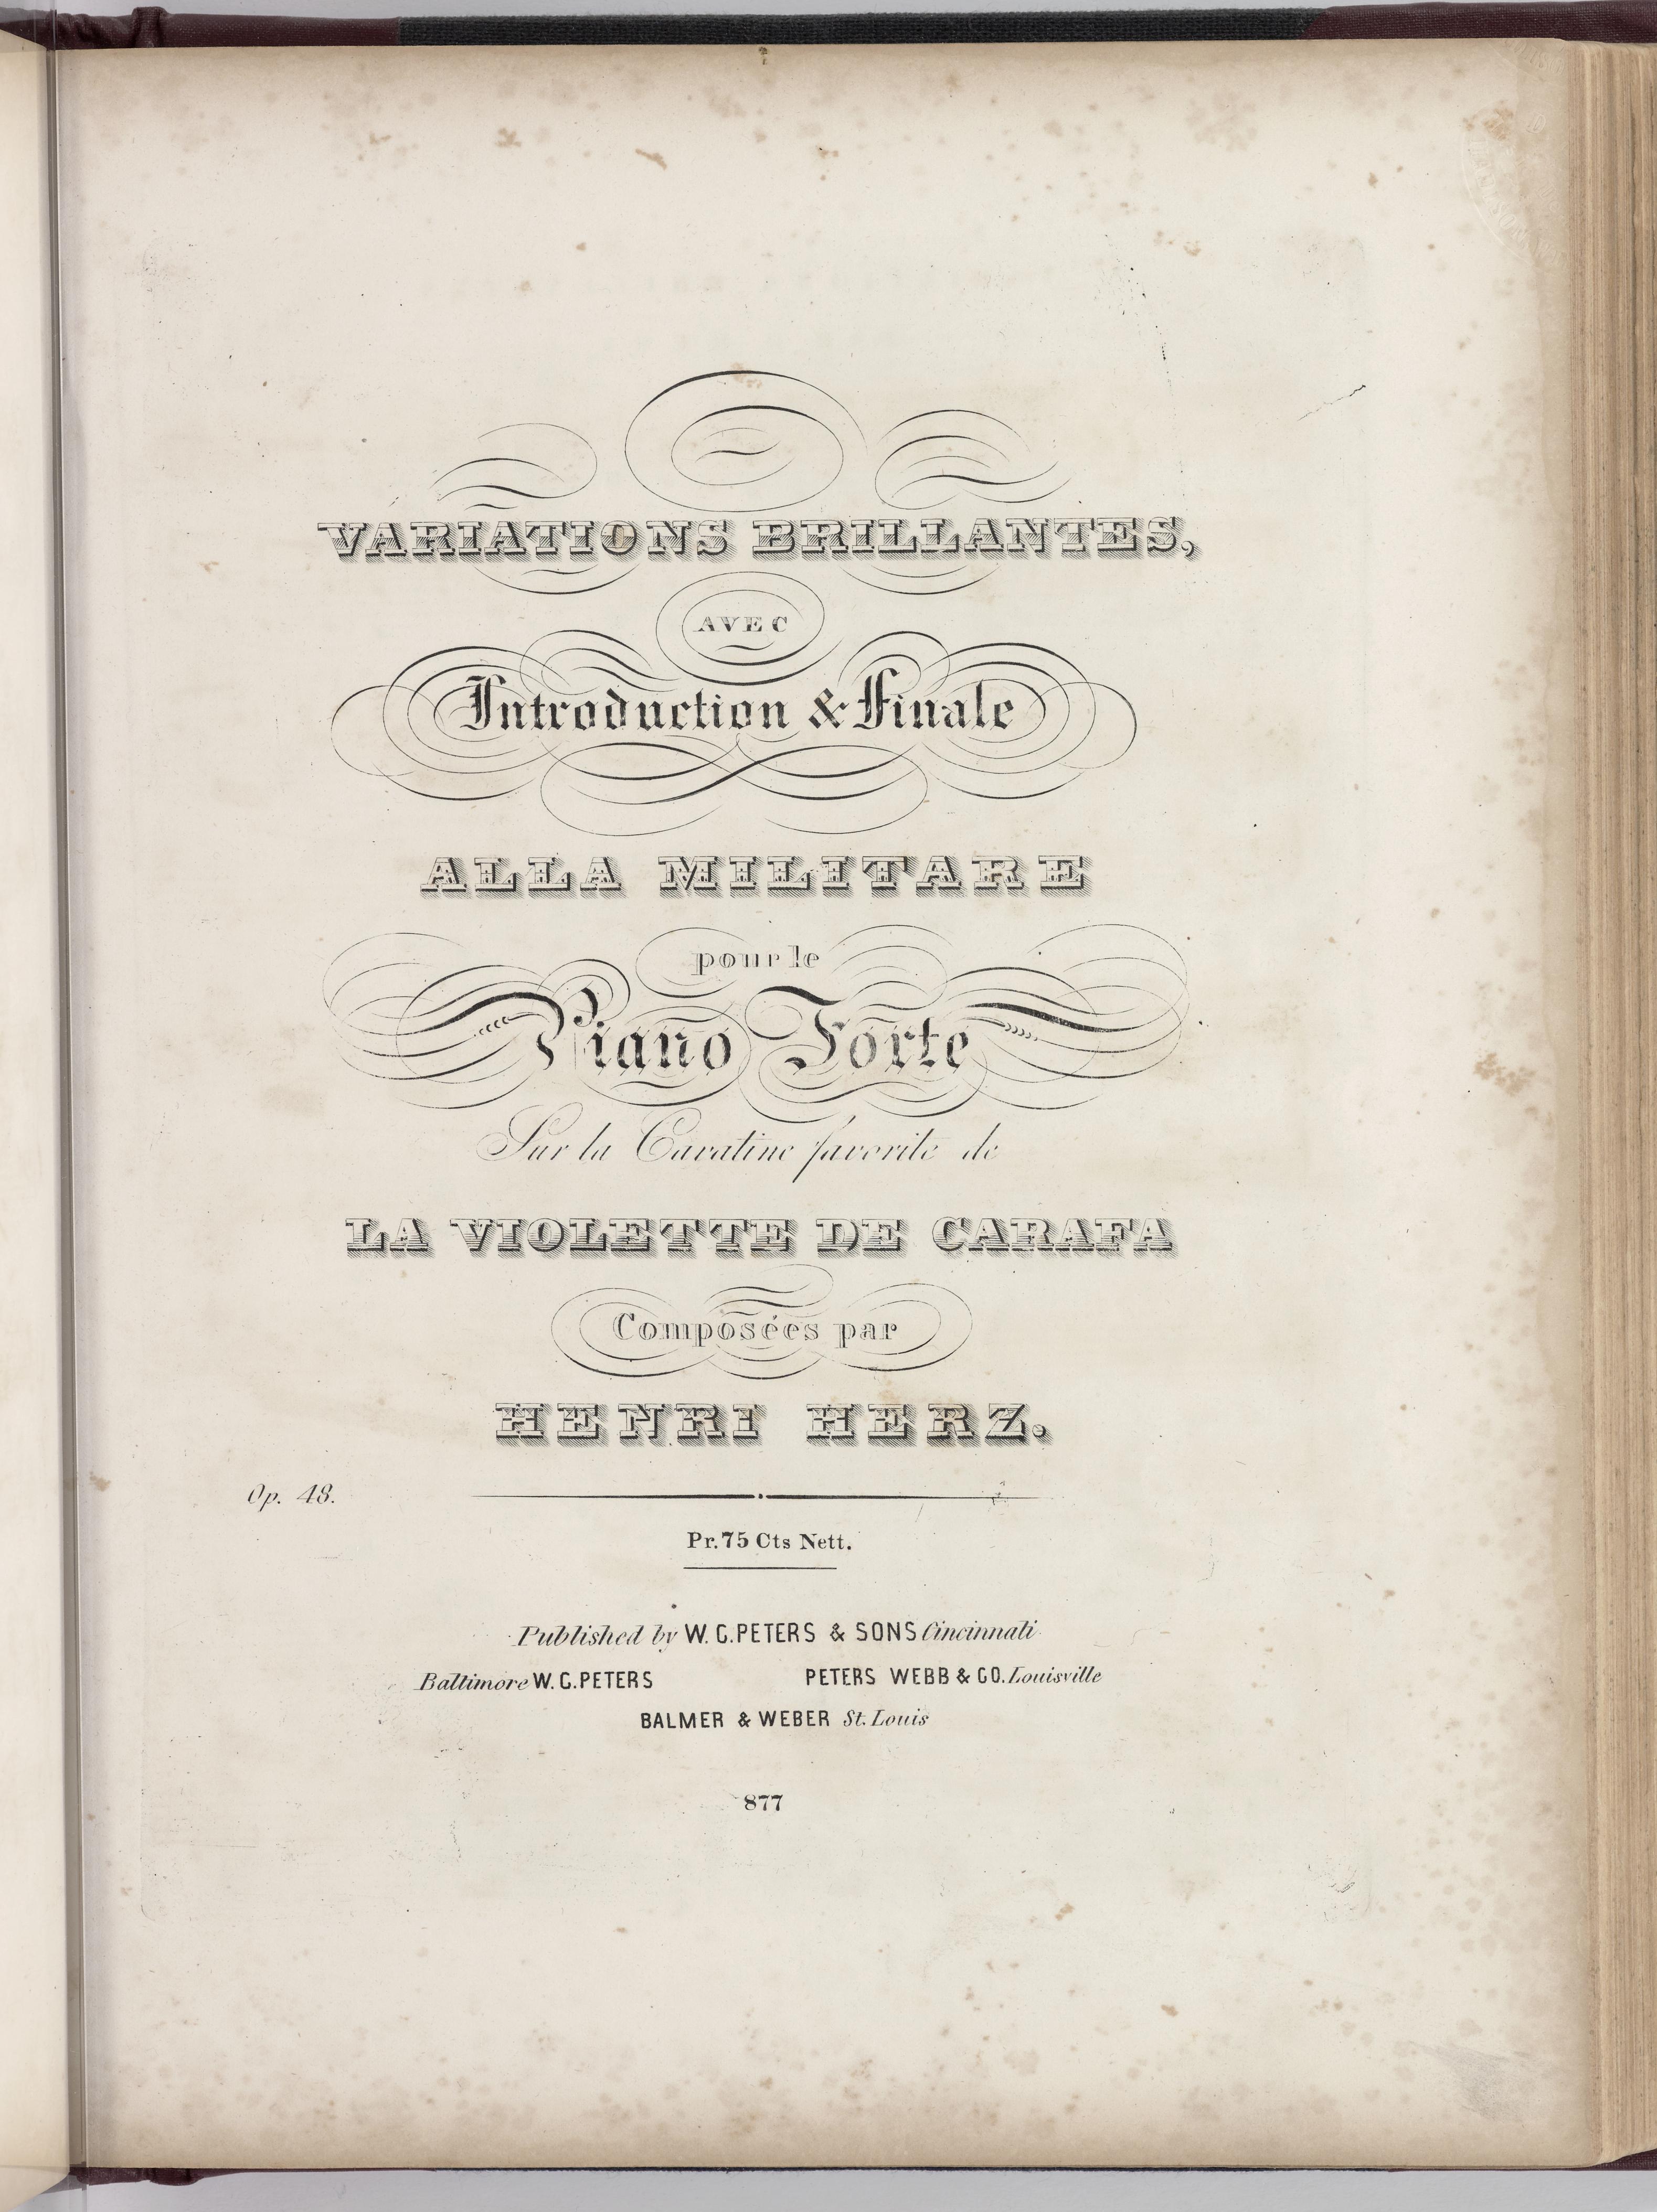 VARIATIONS BRILLANTES,
AVEC
Introduction & Finale
ALLA MILITARE
pour le
Piano Forte
Sur la Cavatine favorite de
LA VIOLETTE DE CARAFA
Composées par
HENRI HERZ.
Op. 48.
Pr. 75 Cts Nett.
Published by W. C. PETERS & SONS Cincinnati
Baltimore W. C. PETERS PETERS WEBB & CO. Louisville
BALMER & WEBER St. Louis
877